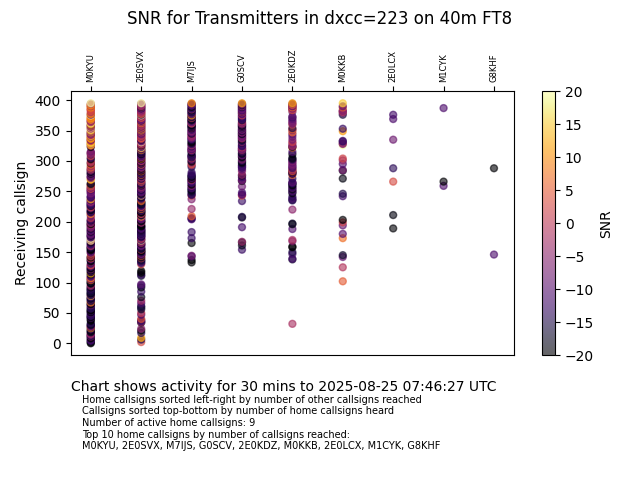 SNR for Transmitters in dxcc=223 on 40m FT8
M0KYU 2E0SVX M7IJS G0SCV 2E0KDZ M0KKB 2E0LCX M1CYK G8KHF
400
350
300
250
200
150
100
50
0
Receiving callsign
20
15
10
5
0
−5
−10
−15
−20
SNR
Chart shows activity for 30 mins to 2025-08-25 07:46:27 UTC
Home callsigns sorted left-right by number of other callsigns reached
Callsigns sorted top-bottom by number of home callsigns heard
Number of active home callsigns: 9
Top 10 home callsigns by number of callsigns reached:
M0KYU, 2E0SVX, M7IJS, G0SCV, 2E0KDZ, M0KKB, 2E0LCX, M1CYK, G8KHF